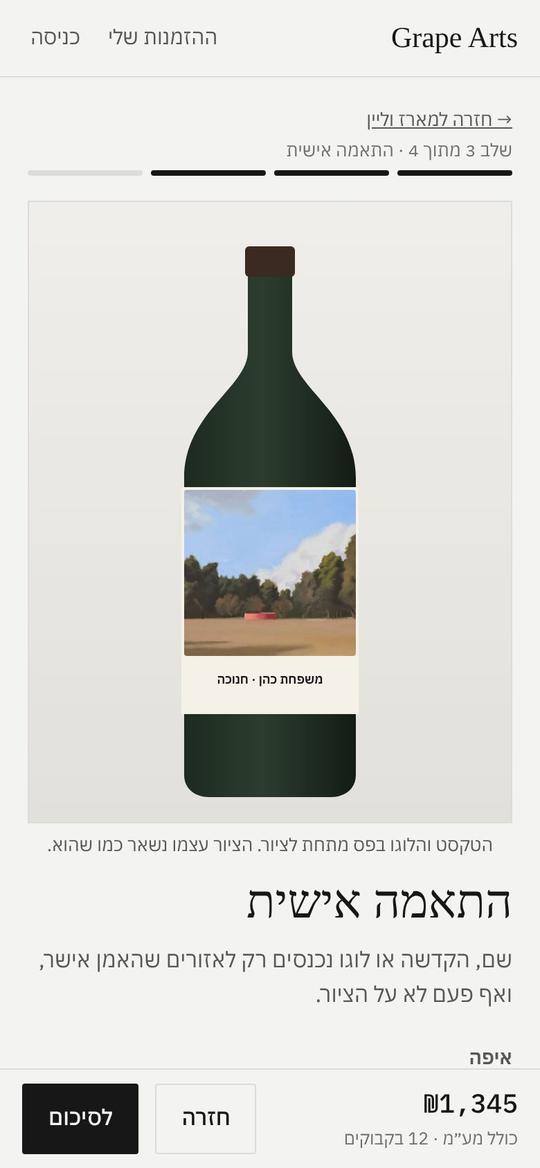 Grape Arts
ההזמנות שלי
כניסה
→ חזרה למארז וליין
שלב 3 מתוך 4 · התאמה אישית
משפחת כהן · חנוכה
הטקסט והלוגו בפס מתחת לציור. הציור עצמו נשאר כמו שהוא.
התאמה אישית
שם, הקדשה או לוגו נכנסים רק לאזורים שהאמן אישר,
ואף פעם לא על הציור.
איפה
₪1,345
כולל מע״מ · 12 בקבוקים
חזרה
לסיכום